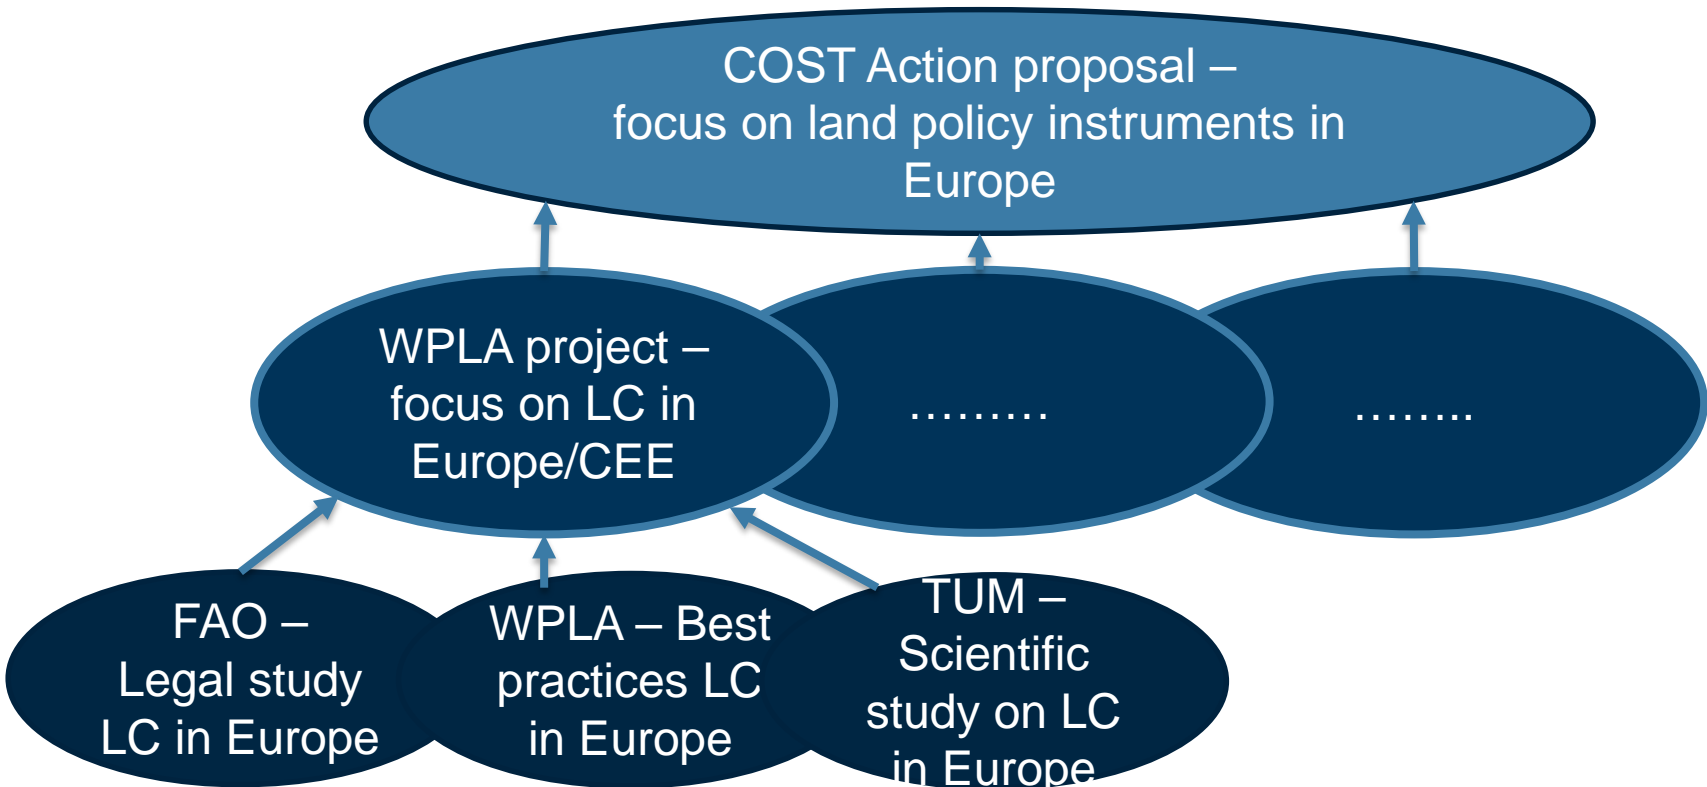 COST Action proposal –
focus on land policy instruments in
Europe
WPLA project –
focus on LC in
Europe/CEE
………
……..
FAO –
Legal study
LC in Europe
WPLA – Best
practices LC
in Europe
TUM –
Scientific
study on LC
in Europe